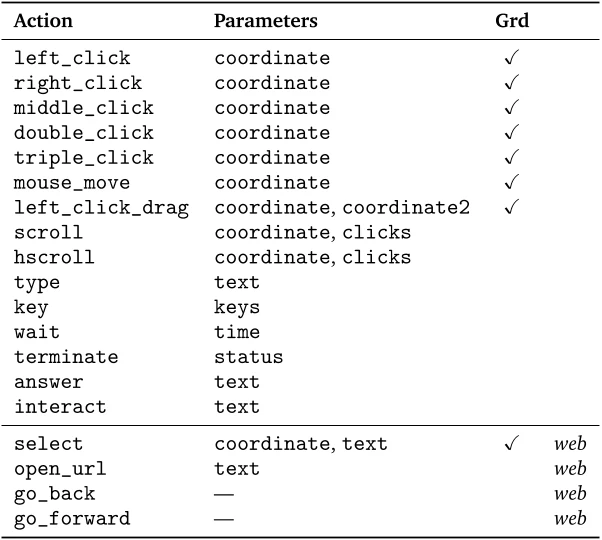 Action Parameters Grd
left_click coordinate ✓
right_click coordinate ✓
middle_click coordinate ✓
double_click coordinate ✓
triple_click coordinate ✓
mouse_move coordinate ✓
left_click_drag coordinate, coordinate2 ✓
scroll coordinate, clicks
hscroll coordinate, clicks
type text
key keys
wait time
terminate status
answer text
interact text
select coordinate, text ✓ web
open_url text web
go_back — web
go_forward — web